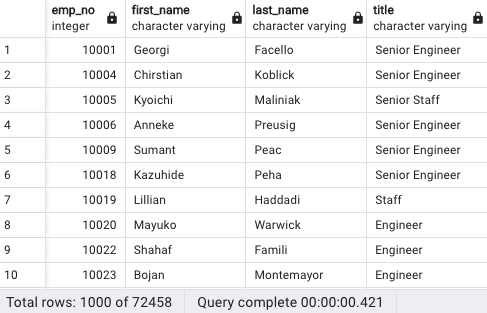 emp_no first_name last_name title
integer character varying character varying character varying
1 10001 Georgi Facello Senior Engineer
2 10004 Chirstian Koblick Senior Engineer
3 10005 Kyoichi Maliniak Senior Staff
4 10006 Anneke Preusig Senior Engineer
5 10009 Sumant Peac Senior Engineer
6 10018 Kazuhide Peha Senior Engineer
7 10019 Lillian Haddadi Staff
8 10020 Mayuko Warwick Engineer
9 10022 Shahaf Famili Engineer
10 10023 Bojan Montemayor Engineer
Total rows: 1000 of 72458 Query complete 00:00:00.421